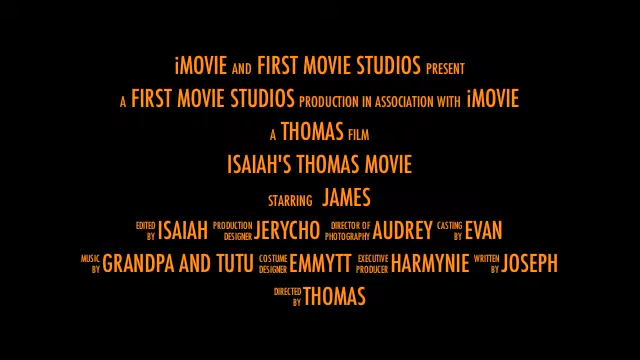 iMOVIE AND FIRST MOVIE STUDIOS PRESENT
A FIRST MOVIE STUDIOS PRODUCTION IN ASSOCIATION WITH iMOVIE
A THOMAS FILM
ISAIAH'S THOMAS MOVIE
STARRING JAMES
EDITED BY ISAIAH PRODUCTION DESIGNER JERYCHO DIRECTOR OF PHOTOGRAPHY AUDREY CASTING BY EVAN
MUSIC BY GRANDPA AND TUTU COSTUME DESIGNER EMMYTT EXECUTIVE PRODUCER HARMYNIE WRITTEN BY JOSEPH
DIRECTED BY THOMAS